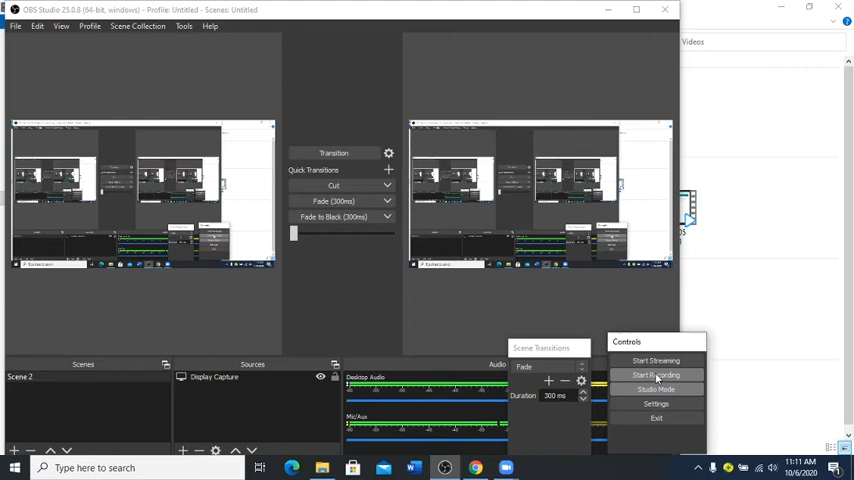 OBS Studio 25.0.8 (64-bit, windows) - Profile: Untitled - Scenes: Untitled
File Edit View Profile Scene Collection Tools Help
Videos
Transition
Quick Transitions
Cut
Fade (300ms)
Fade to Black (300ms)
Controls
Scene Transitions
Start Streaming
Scenes
Sources
Audio
Fade
Start Recording
Scene 2
Display Capture
Desktop Audio
Studio Mode
Duration 300 ms
Settings
Mic/Aux
Exit
Type here to search
11:11 AM
10/6/2020